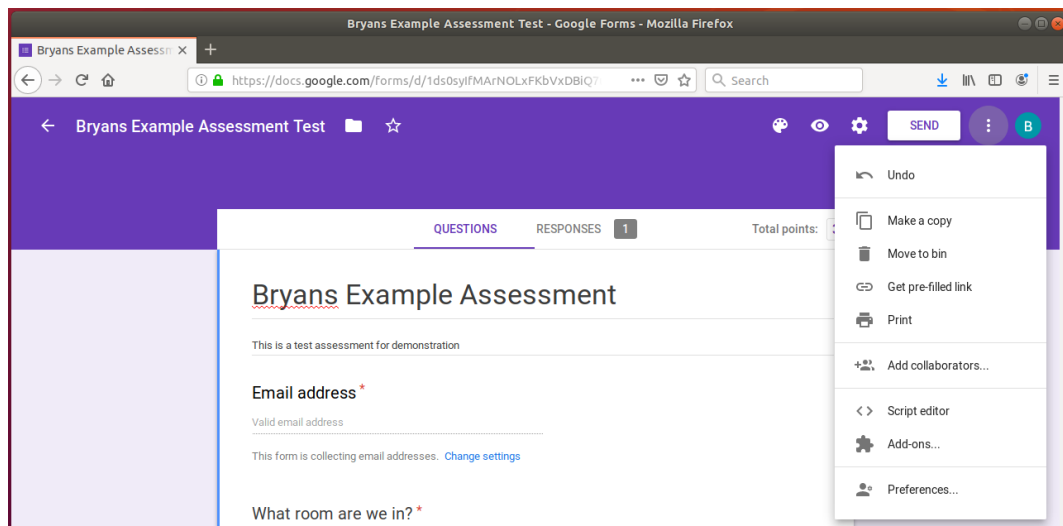 Bryans Example Assessment Test - Google Forms - Mozilla Firefox
Bryans Example Assessm
https://docs.google.com/forms/d/1ds0syIfMArNOLxFKbVxDBiQ7
Search
Bryans Example Assessment Test
SEND
B
QUESTIONS RESPONSES 1 Total points:
Bryans Example Assessment
This is a test assessment for demonstration
Email address *
Valid email address
This form is collecting email addresses. Change settings
What room are we in? *
Undo
Make a copy
Move to bin
Get pre-filled link
Print
Add collaborators...
Script editor
Add-ons...
Preferences...